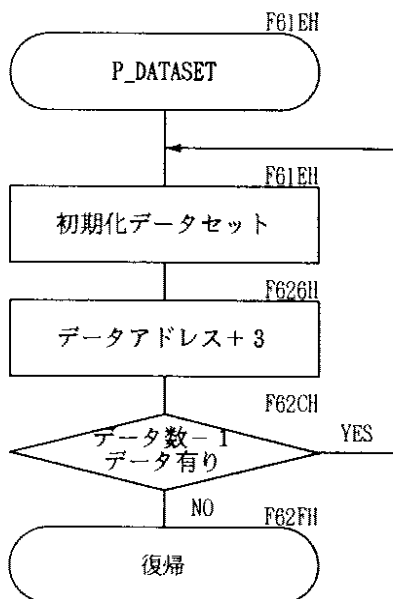 F61EH
P_DATASET
F61EH
初期化データセット
F626H
データアドレス+3
F62CH
データ数-1
データ有り
YES
NO
F62FH
復帰